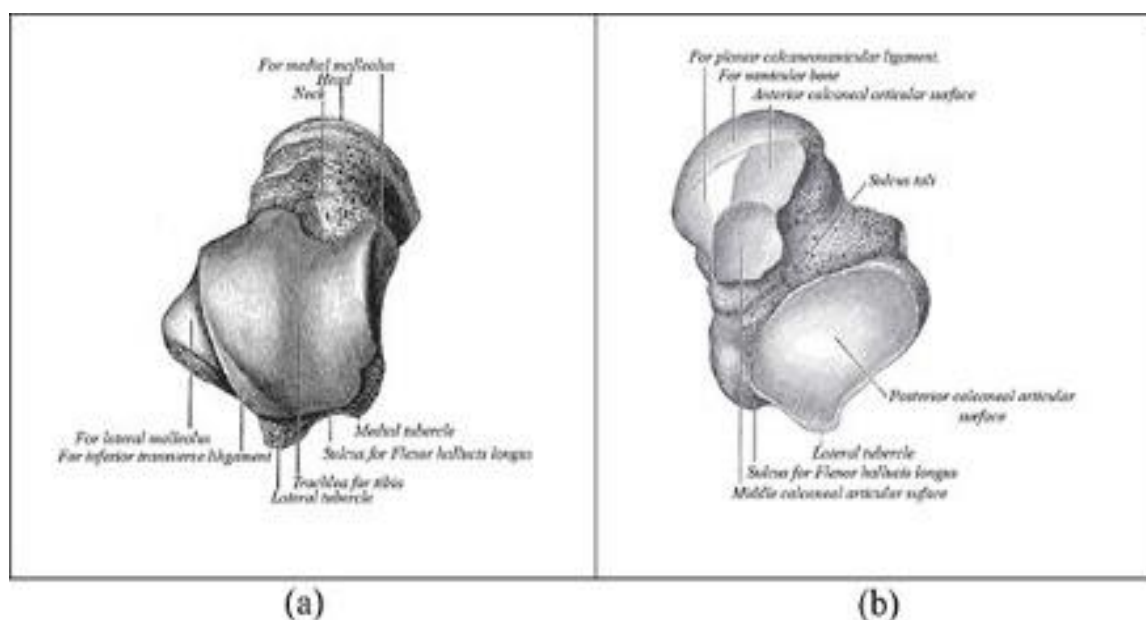 For medial malleolus
Head
Neck
For lateral malleolus
For inferior transverse lihgament
Medial tubercle
Sulcus for Flexor hallucis longus
Trochlea for tibia
Lateral tubercle
(a)
For plantar calcaneonavicular ligament.
For navicular bone
Anterior calcaneal articular surface
Sulcus tali
Posterior calcaneal articular
surface
Lateral tubercle
Sulcus for Flexor hallucis longus
Middle calcaneal articular suface
(b)